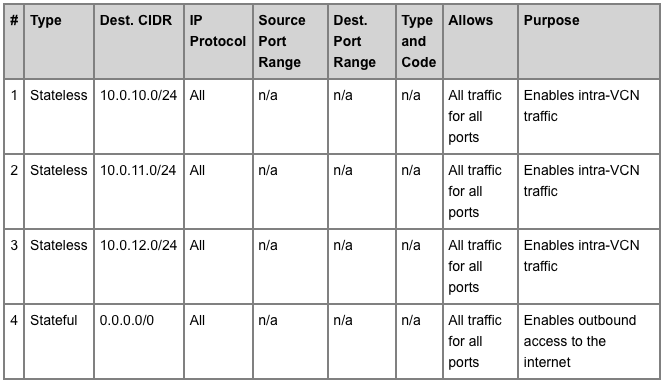 # Type Dest. CIDR IP Protocol Source Port Range Dest. Port Range Type and Code Allows Purpose
1 Stateless 10.0.10.0/24 All n/a n/a n/a All traffic for all ports Enables intra-VCN traffic
2 Stateless 10.0.11.0/24 All n/a n/a n/a All traffic for all ports Enables intra-VCN traffic
3 Stateless 10.0.12.0/24 All n/a n/a n/a All traffic for all ports Enables intra-VCN traffic
4 Stateful 0.0.0.0/0 All n/a n/a n/a All traffic for all ports Enables outbound access to the internet